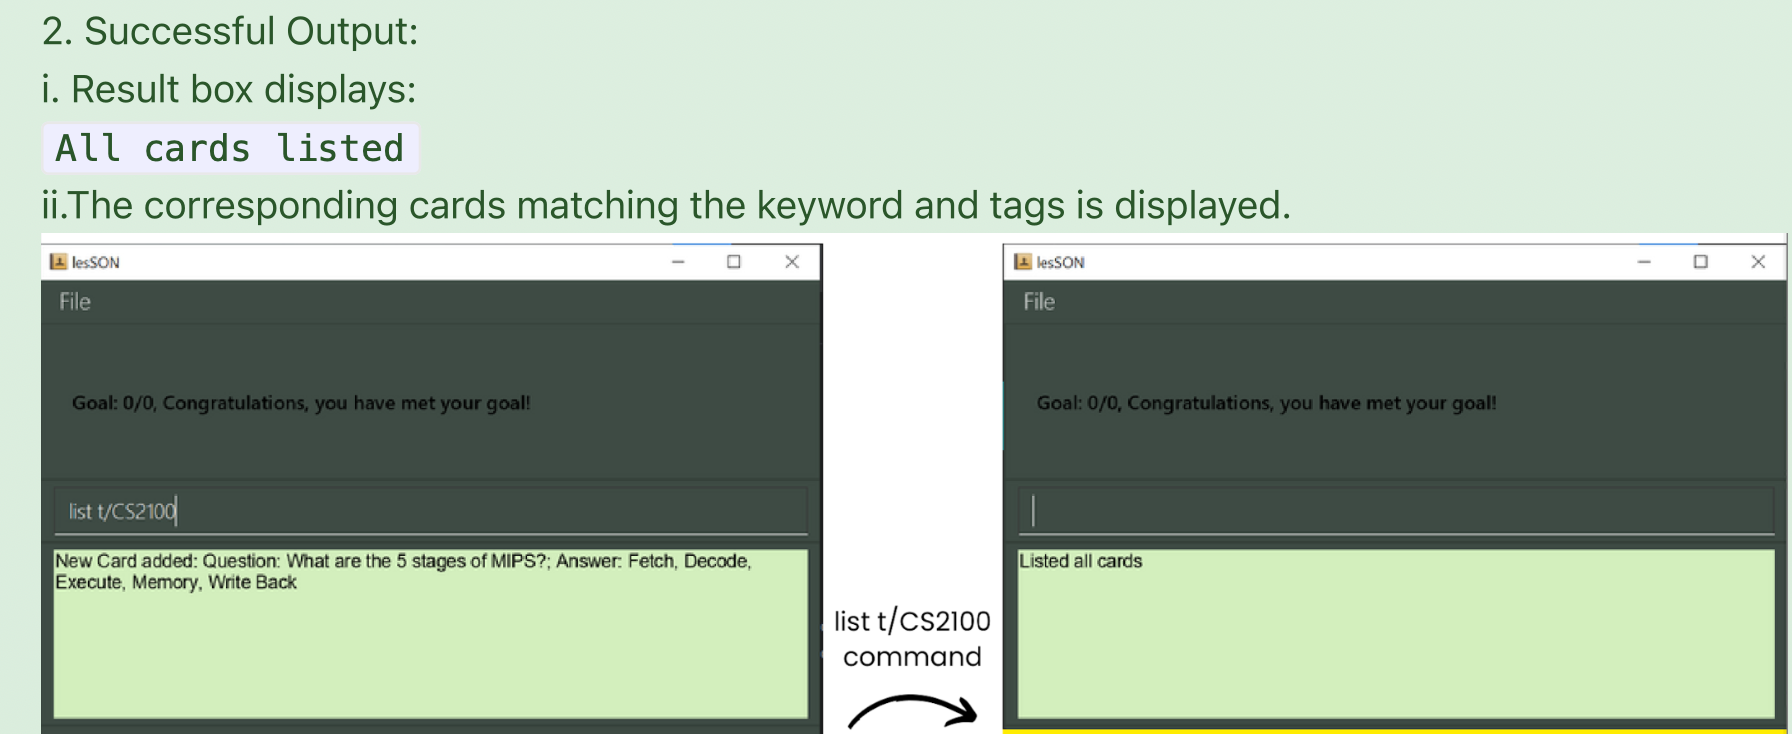 2. Successful Output:
i. Result box displays:
All cards listed
ii.The corresponding cards matching the keyword and tags is displayed.
lesSON
File
Goal: 0/0, Congratulations, you have met your goal!
list t/CS2100
New Card added: Question: What are the 5 stages of MIPS?; Answer: Fetch, Decode,
Execute, Memory, Write Back
list t/CS2100
command
lesSON
File
Goal: 0/0, Congratulations, you have met your goal!
Listed all cards